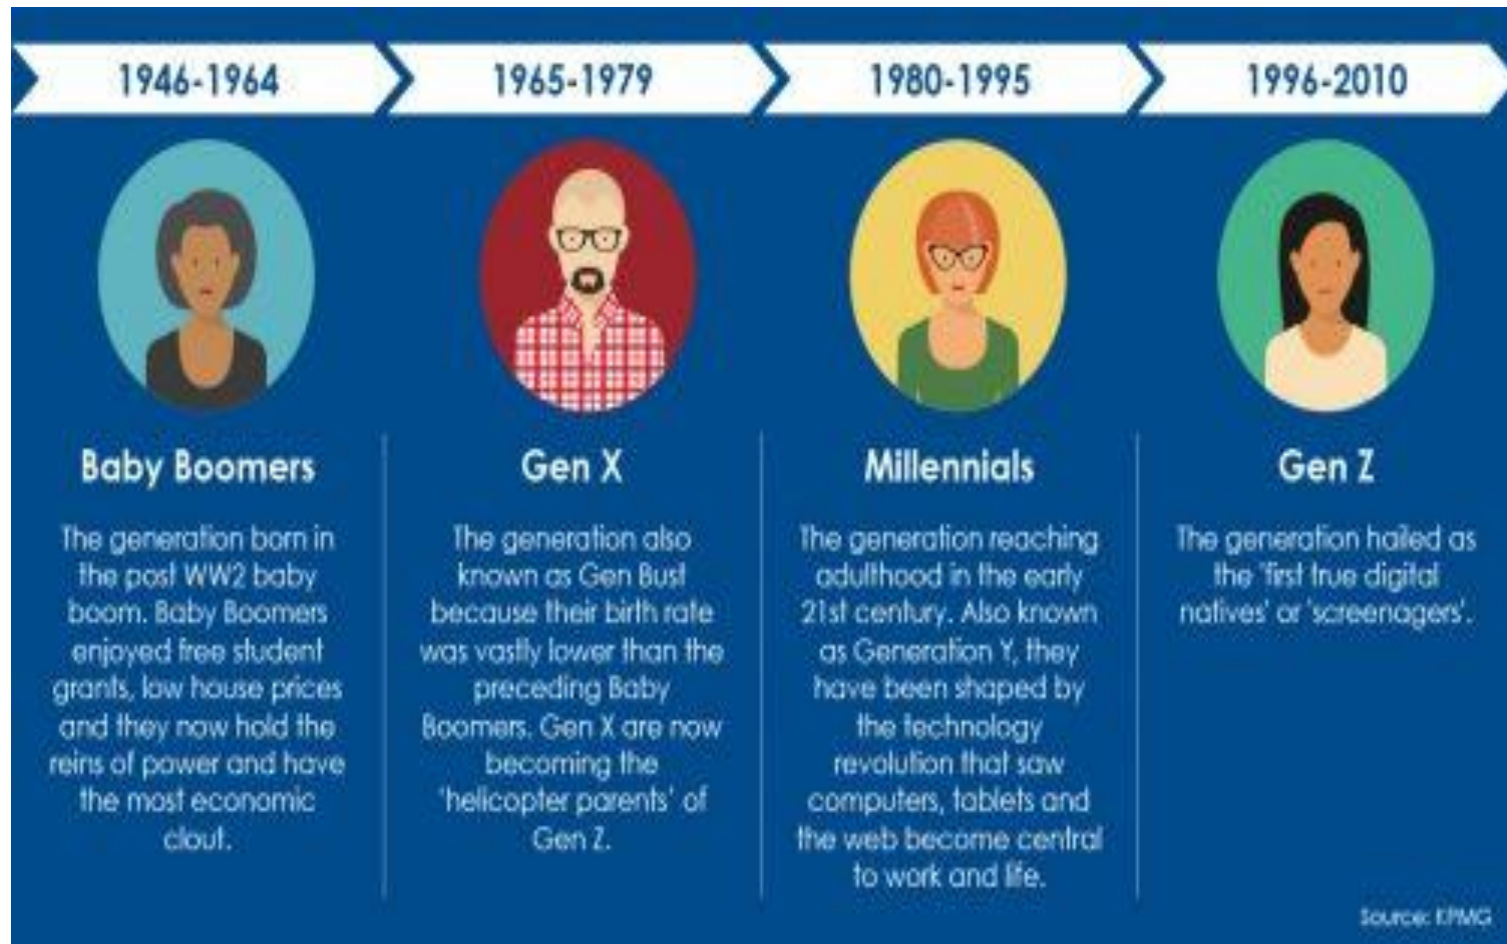 1946-1964
1965-1979
1980-1995
1996-2010
Baby Boomers
The generation born in
the post WW2 baby
boom. Baby Boomers
enjoyed free student
grants, low house prices
and they now hold the
reins of power and have
the most economic
clout.
Gen X
The generation also
known as Gen Bust
because their birth rate
was vastly lower than the
preceding Baby
Boomers. Gen X are now
becoming the
'helicopter parents' of
Gen Z.
Millennials
The generation reaching
adulthood in the early
21st century. Also known
as Generation Y, they
have been shaped by
the technology
revolution that saw
computers, tablets and
the web become central
to work and life.
Gen Z
The generation hailed as
the 'first true digital
natives' or 'screenagers'.
Source: KPMG